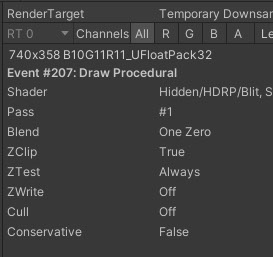 RenderTarget Temporary Downsar
RT 0 Channels All R G B A Le
740x358 B10G11R11_UFloatPack32
Event #207: Draw Procedural
Shader Hidden/HDRP/Blit, S
Pass #1
Blend One Zero
ZClip True
ZTest Always
ZWrite Off
Cull Off
Conservative False